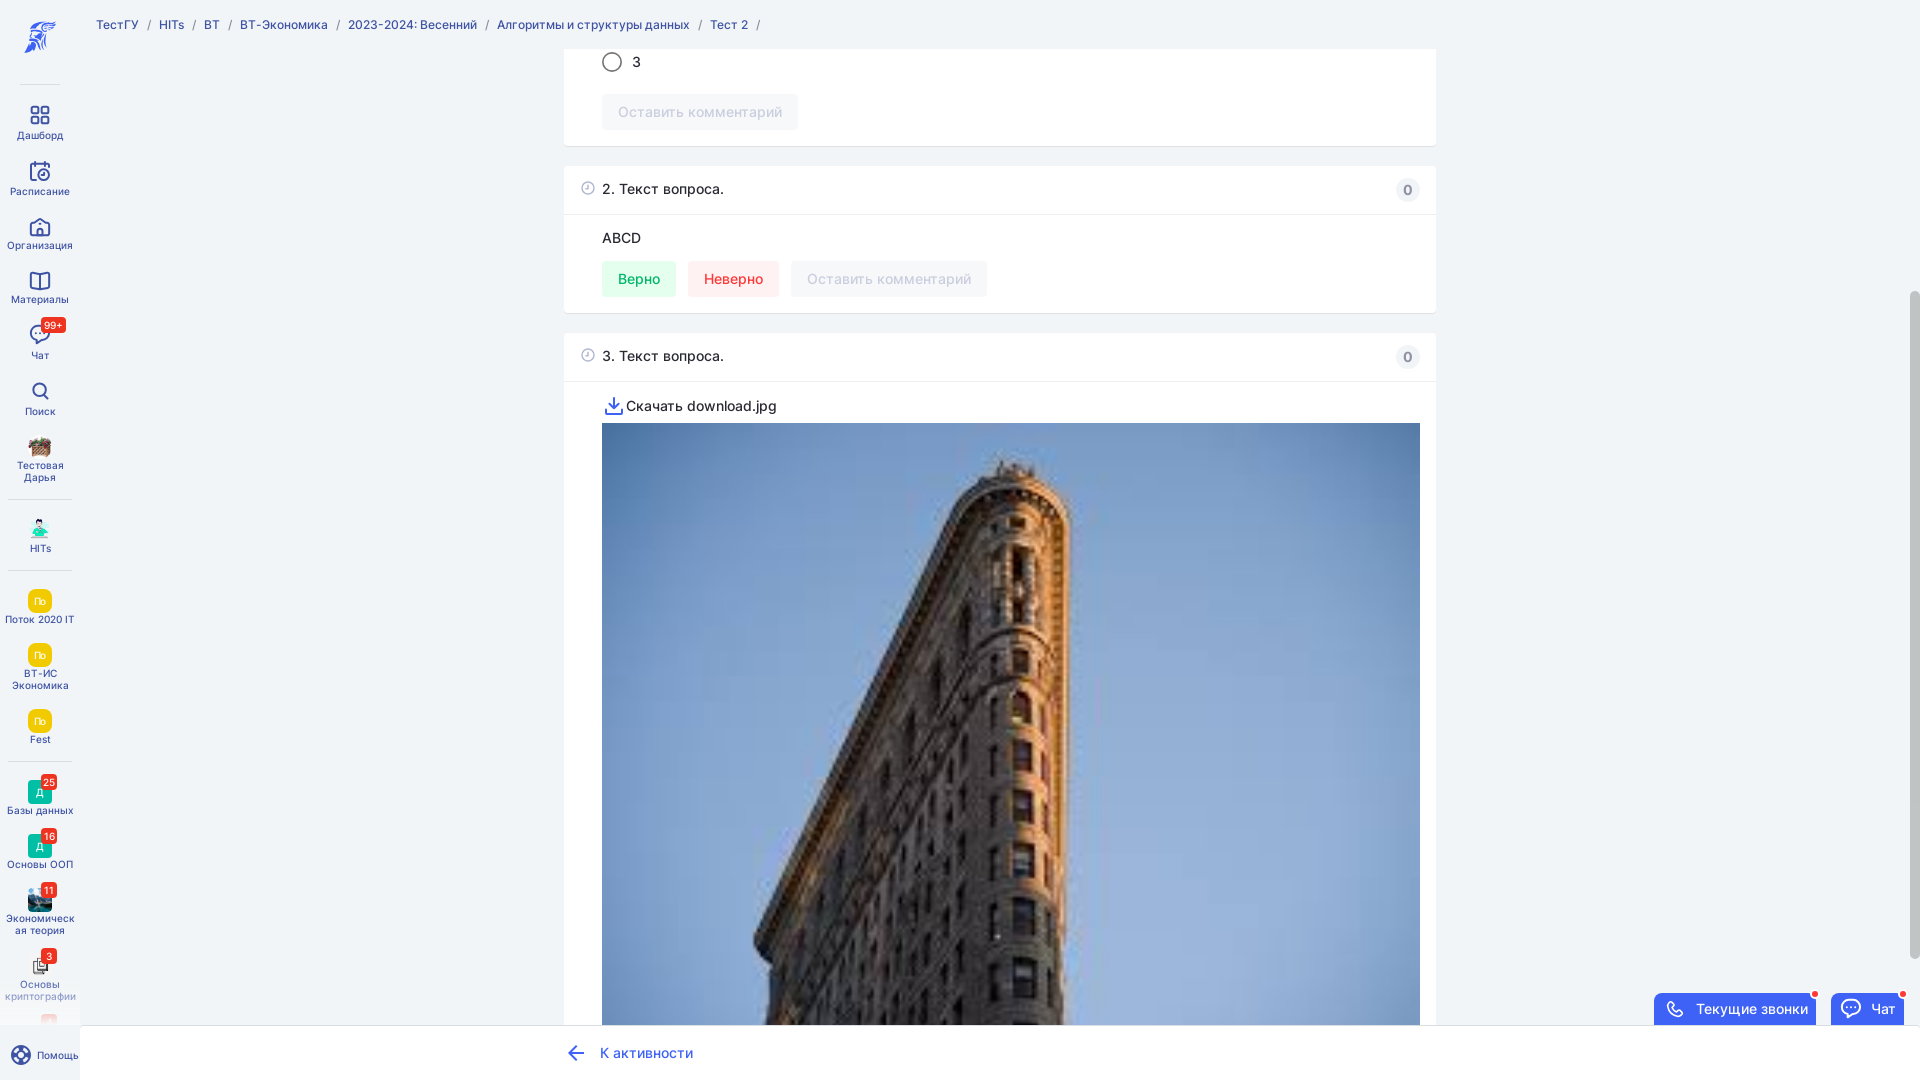 ТестГУ / HITs / ВТ / ВТ-Экономика / 2023-2024: Весенний / Алгоритмы и структуры данных / Тест 2 /
Дашборд
Расписание
Организация
Материалы
99+
Чат
Поиск
Тестовая
Дарья
HITs
По
Поток 2020 IT
По
ВТ-ИС
Экономика
По
Fest
25
Д
Базы данных
16
Д
Основы ООП
11
Экономическ
ая теория
3
Основы
криптографии
Помощь
3
Оставить комментарий
2. Текст вопроса.
0
ABCD
Верно
Неверно
Оставить комментарий
3. Текст вопроса.
0
Скачать download.jpg
К активности
Текущие звонки
Чат